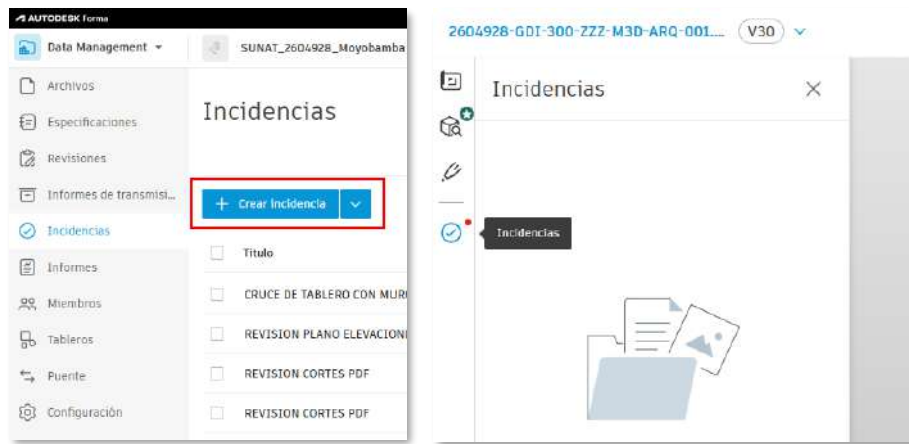 AUTODESK Forma
Data Management
SUNAT_2604928_Moyobamba
Archivos
Especificaciones
Revisiones
Informes de transmisi...
Incidencias
Informes
Miembros
Tableros
Puente
Configuración
Incidencias
+ Crear incidencia
Título
CRUCE DE TABLERO CON MUR
REVISION PLANO ELEVACION
REVISION CORTES PDF
REVISION CORTES PDF
2604928-GDI-300-ZZZ-M3D-ARQ-001.... V30
Incidencias
Incidencias